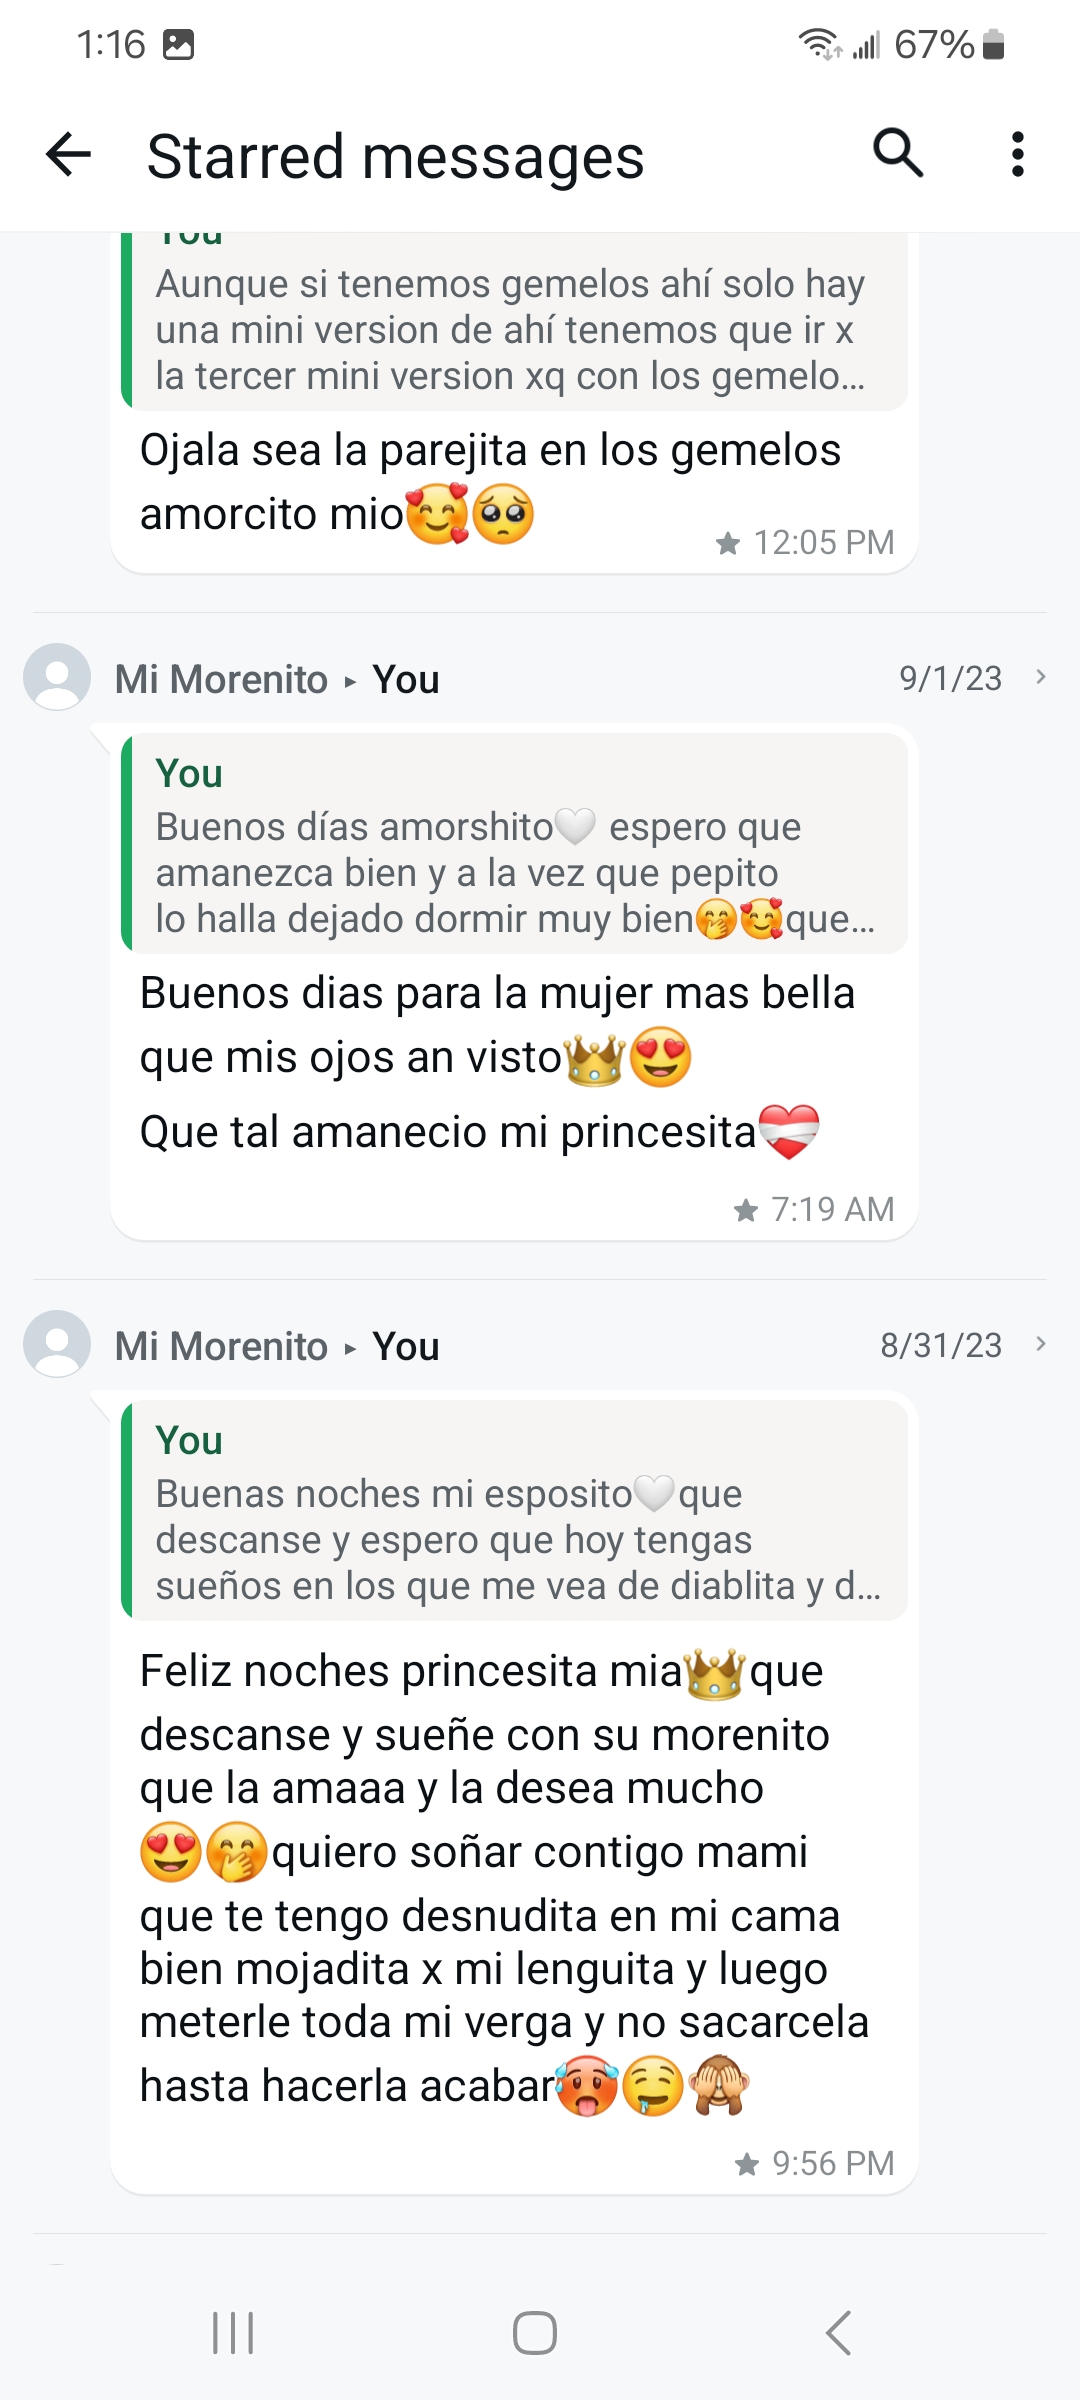 1:16 67%
Starred messages
You
Aunque si tenemos gemelos ahí solo hay
una mini version de ahí tenemos que ir x
la tercer mini version xq con los gemelo...
Ojala sea la parejita en los gemelos
amorcito mio🥰🥺
12:05 PM
Mi Morenito ▸ You 9/1/23
You
Buenos días amorshito🤍 espero que
amanezca bien y a la vez que pepito
lo halla dejado dormir muy bien🤭🥰que...
Buenos dias para la mujer mas bella
que mis ojos an visto👑😍
Que tal amanecio mi princesita❤️‍🩹
7:19 AM
Mi Morenito ▸ You 8/31/23
You
Buenas noches mi esposito🤍que
descanse y espero que hoy tengas
sueños en los que me vea de diablita y d...
Feliz noches princesita mia👑que
descanse y sueñe con su morenito
que la amaaa y la desea mucho
😍🤭quiero soñar contigo mami
que te tengo desnudita en mi cama
bien mojadita x mi lenguita y luego
meterle toda mi verga y no sacarcela
hasta hacerla acabar🥵🤤🙈
9:56 PM